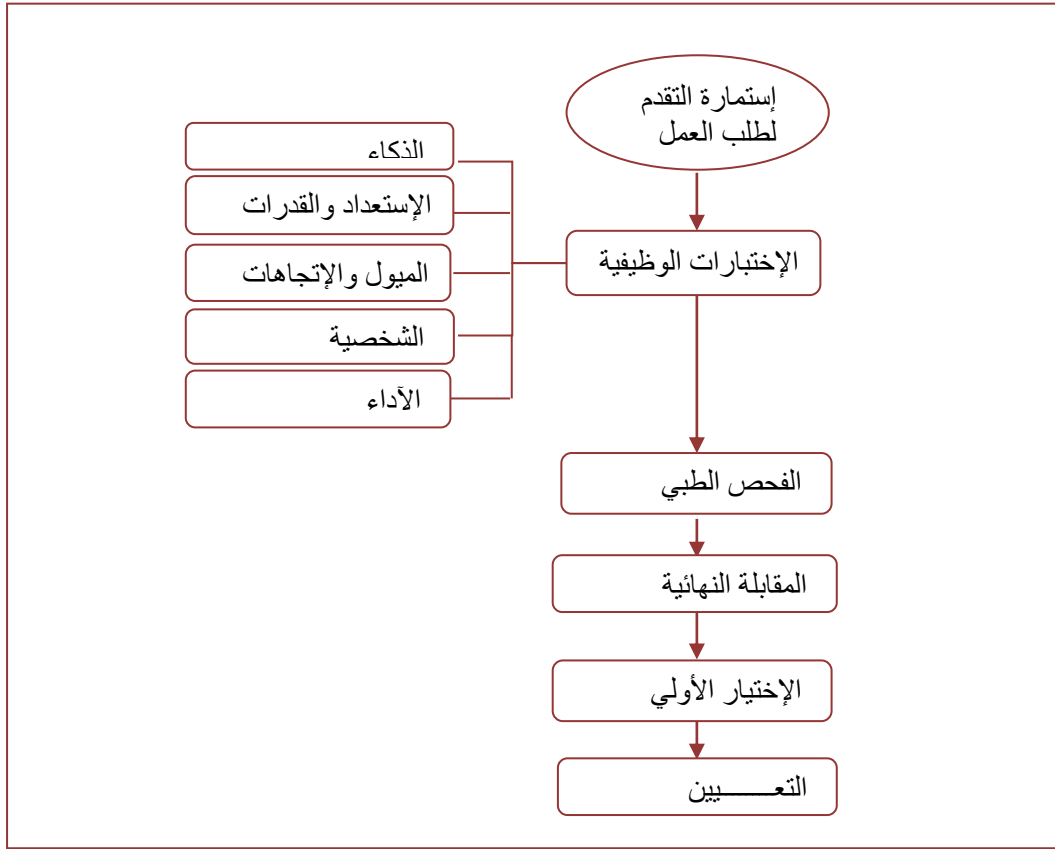 إستمارة التقدم
لطلب العمل
الإختبارات الوظيفية
الذكاء
الإستعداد والقدرات
الميول والإتجاهات
الشخصية
الآداء
الفحص الطبي
المقابلة النهائية
الإختيار الأولي
التعـــــــيين